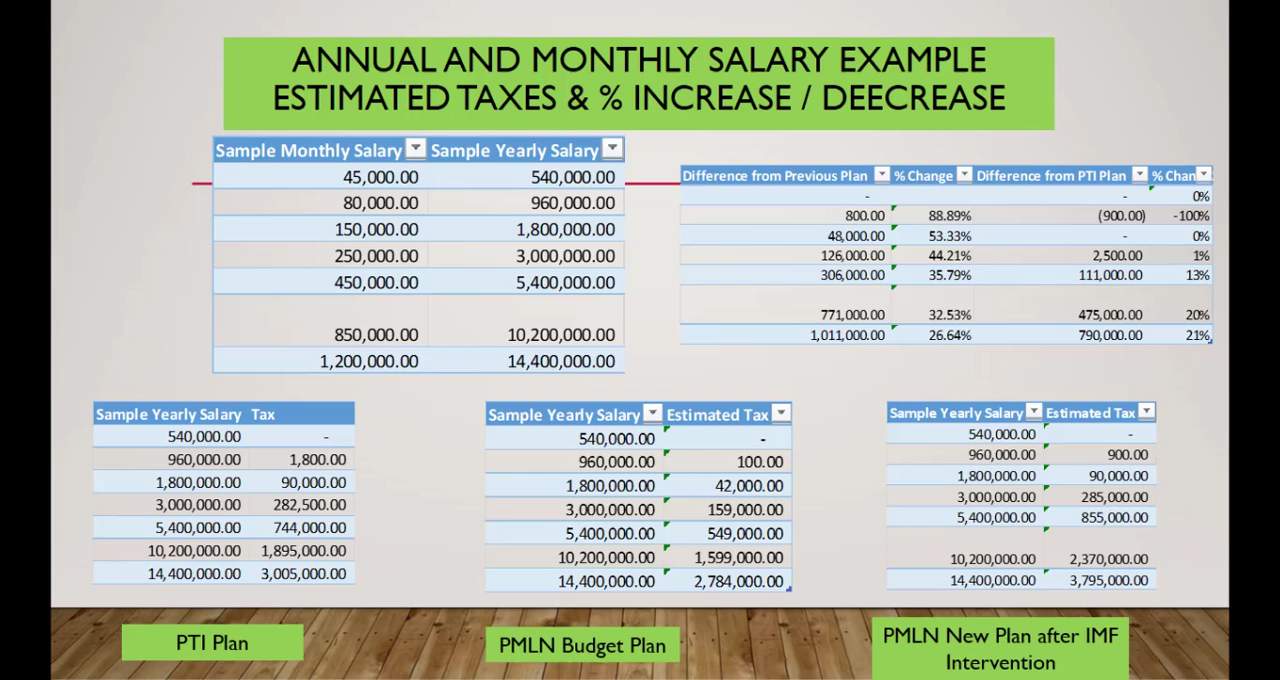 ANNUAL AND MONTHLY SALARY EXAMPLE
ESTIMATED TAXES & % INCREASE / DEECREASE
Sample Monthly Salary Sample Yearly Salary
45,000.00 540,000.00
80,000.00 960,000.00
150,000.00 1,800,000.00
250,000.00 3,000,000.00
450,000.00 5,400,000.00
850,000.00 10,200,000.00
1,200,000.00 14,400,000.00
Difference from Previous Plan % Change Difference from PTI Plan % Chan
- - 0%
800.00 88.89% (900.00) -100%
48,000.00 53.33% - 0%
126,000.00 44.21% 2,500.00 1%
306,000.00 35.79% 111,000.00 13%
771,000.00 32.53% 475,000.00 20%
1,011,000.00 26.64% 790,000.00 21%
Sample Yearly Salary Tax
540,000.00 -
960,000.00 1,800.00
1,800,000.00 90,000.00
3,000,000.00 282,500.00
5,400,000.00 744,000.00
10,200,000.00 1,895,000.00
14,400,000.00 3,005,000.00
Sample Yearly Salary Estimated Tax
540,000.00 -
960,000.00 100.00
1,800,000.00 42,000.00
3,000,000.00 159,000.00
5,400,000.00 549,000.00
10,200,000.00 1,599,000.00
14,400,000.00 2,784,000.00
Sample Yearly Salary Estimated Tax
540,000.00 -
960,000.00 900.00
1,800,000.00 90,000.00
3,000,000.00 285,000.00
5,400,000.00 855,000.00
10,200,000.00 2,370,000.00
14,400,000.00 3,795,000.00
PTI Plan
PMLN Budget Plan
PMLN New Plan after IMF
Intervention